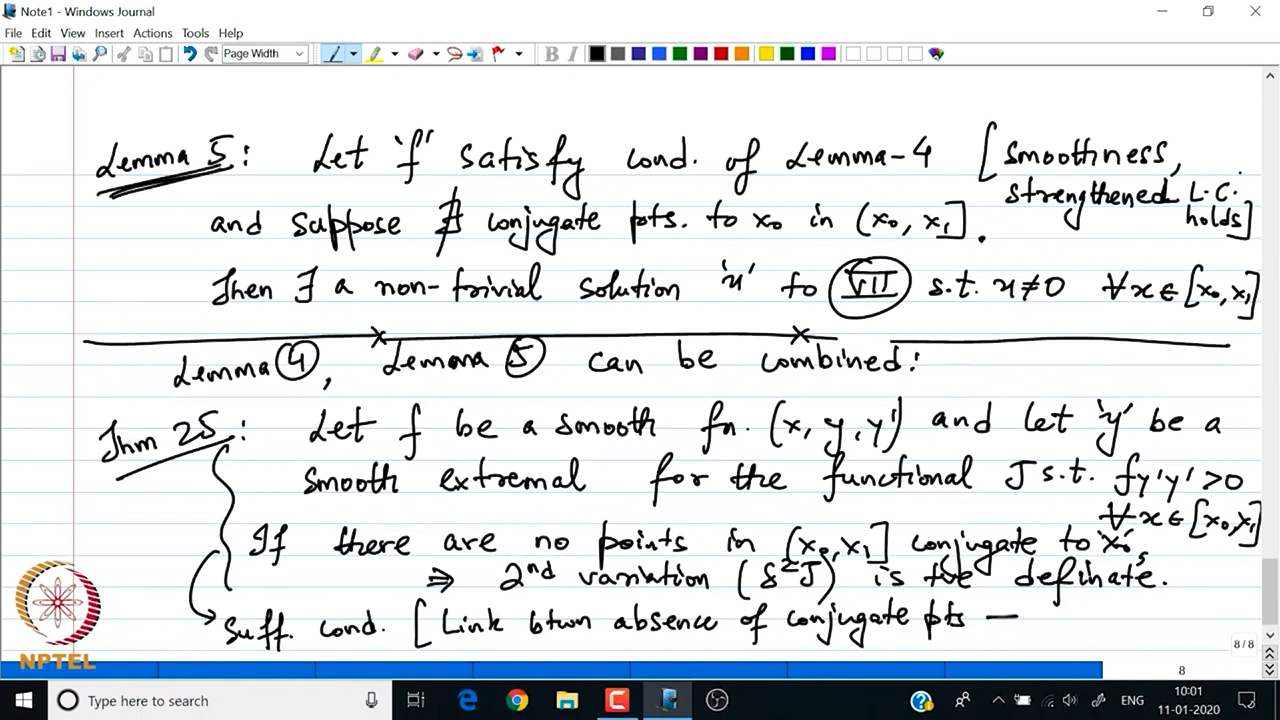 Note1 - Windows Journal
File Edit View Insert Actions Tools Help
Page Width
Lemma 5: Let 'f' satisfy cond. of Lemma-4 [Smoothness,
strengthened L.C. holds]
and suppose ∄ conjugate pts. to x₀ in (x₀, x₁].
Then ∃ a non-trivial solution 'u' to VII s.t. u≠0 ∀x∈[x₀,x₁]
Lemma 4, Lemma 5 can be combined:
Thm 25: Let f be a smooth fn. (x, y, y') and let 'y' be a
smooth extremal for the functional J s.t. fy'y' >0
∀x∈[x₀,x₁]
If there are no points in (x₀,x₁] conjugate to x₀,
⇒ 2nd variation (δ²J) is +ve definate.
Suff. cond. [Link btwn absence of conjugate pts —
NPTEL
8/8
8
Type here to search
ENG
10:01
11-01-2020